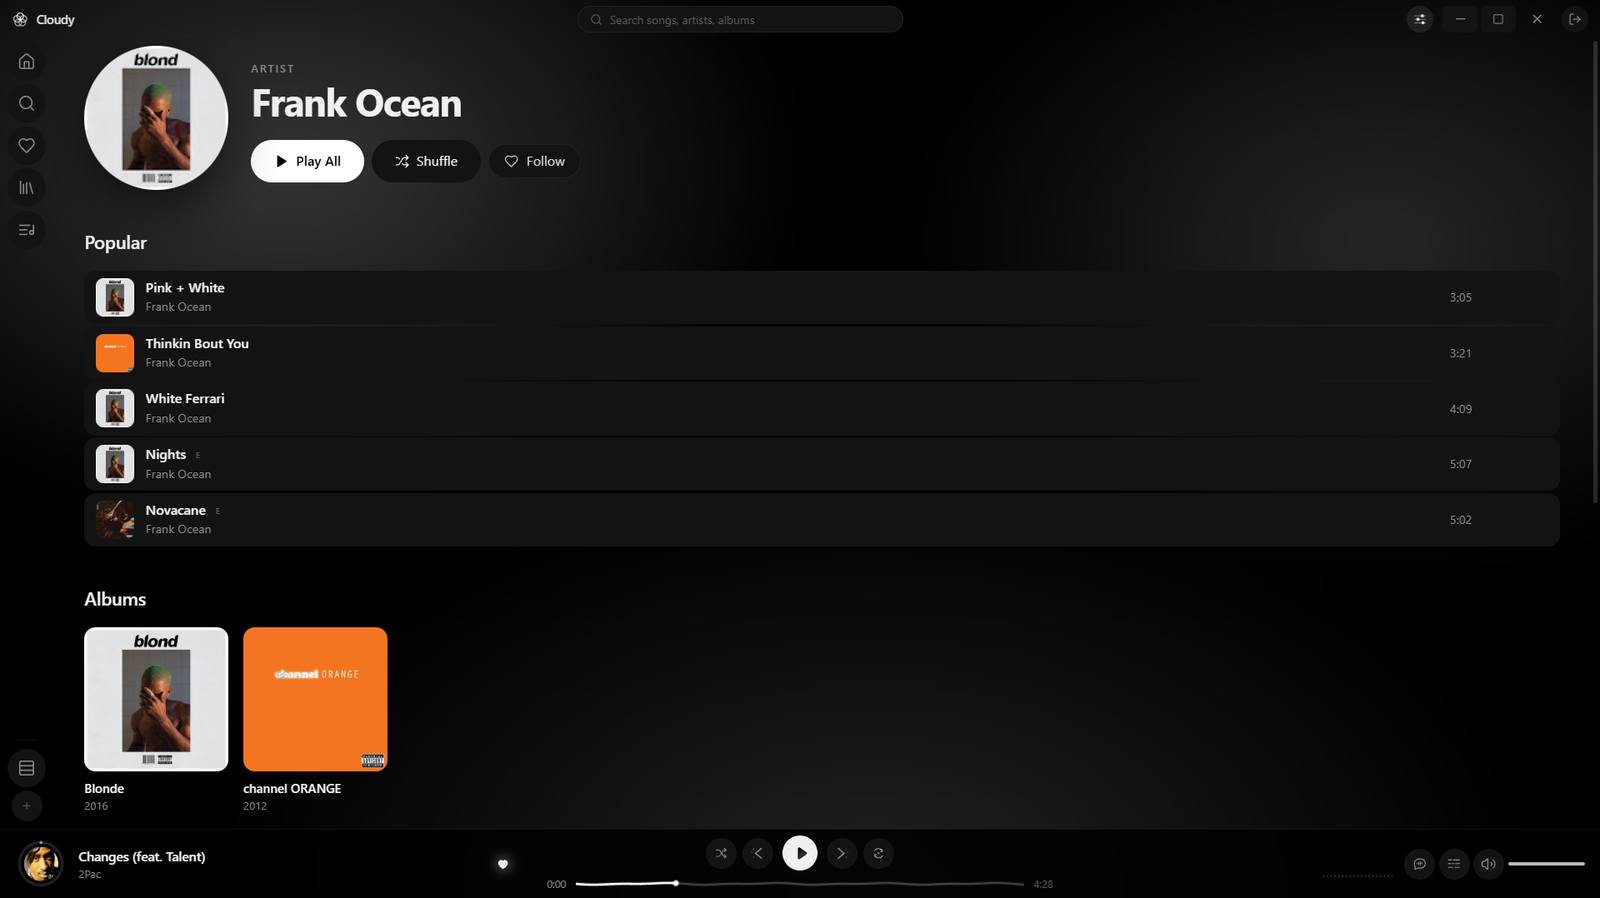 Cloudy
Search songs, artists, albums
blond
ARTIST
Frank Ocean
Play All
Shuffle
Follow
Popular
Pink + White
Frank Ocean
3:05
Thinkin Bout You
Frank Ocean
3:21
White Ferrari
Frank Ocean
4:09
Nights E
Frank Ocean
5:07
Novacane E
Frank Ocean
5:02
Albums
blond
channel ORANGE
Blonde
2016
channel ORANGE
2012
Changes (feat. Talent)
2Pac
0:00
4:28